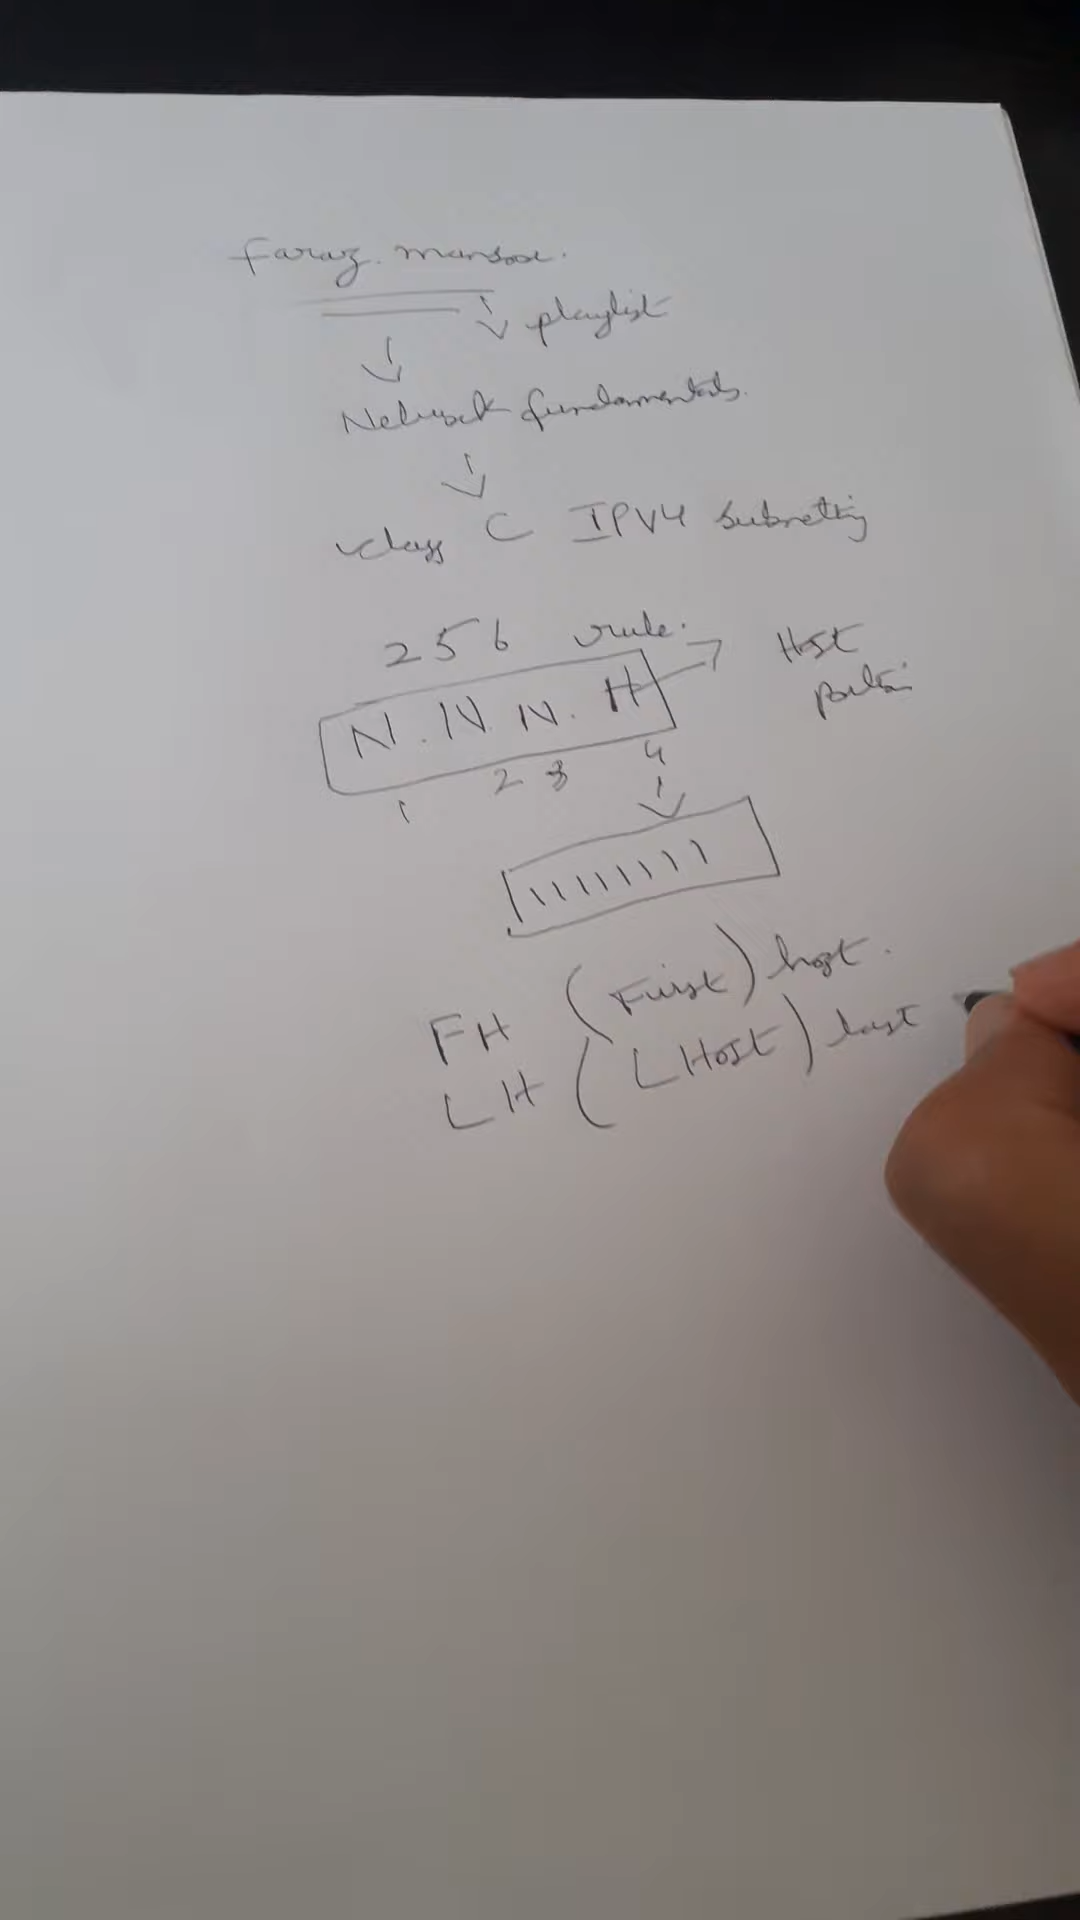 Faraz. mansoor.
↓ playlist
↓
Network fundamentals.
↓
class C IPV4 subnetting
256 rule.
N. N. N. H → Host portion
1 2 3 4
↓
11111111
FH (First) host.
LH (LHost) last